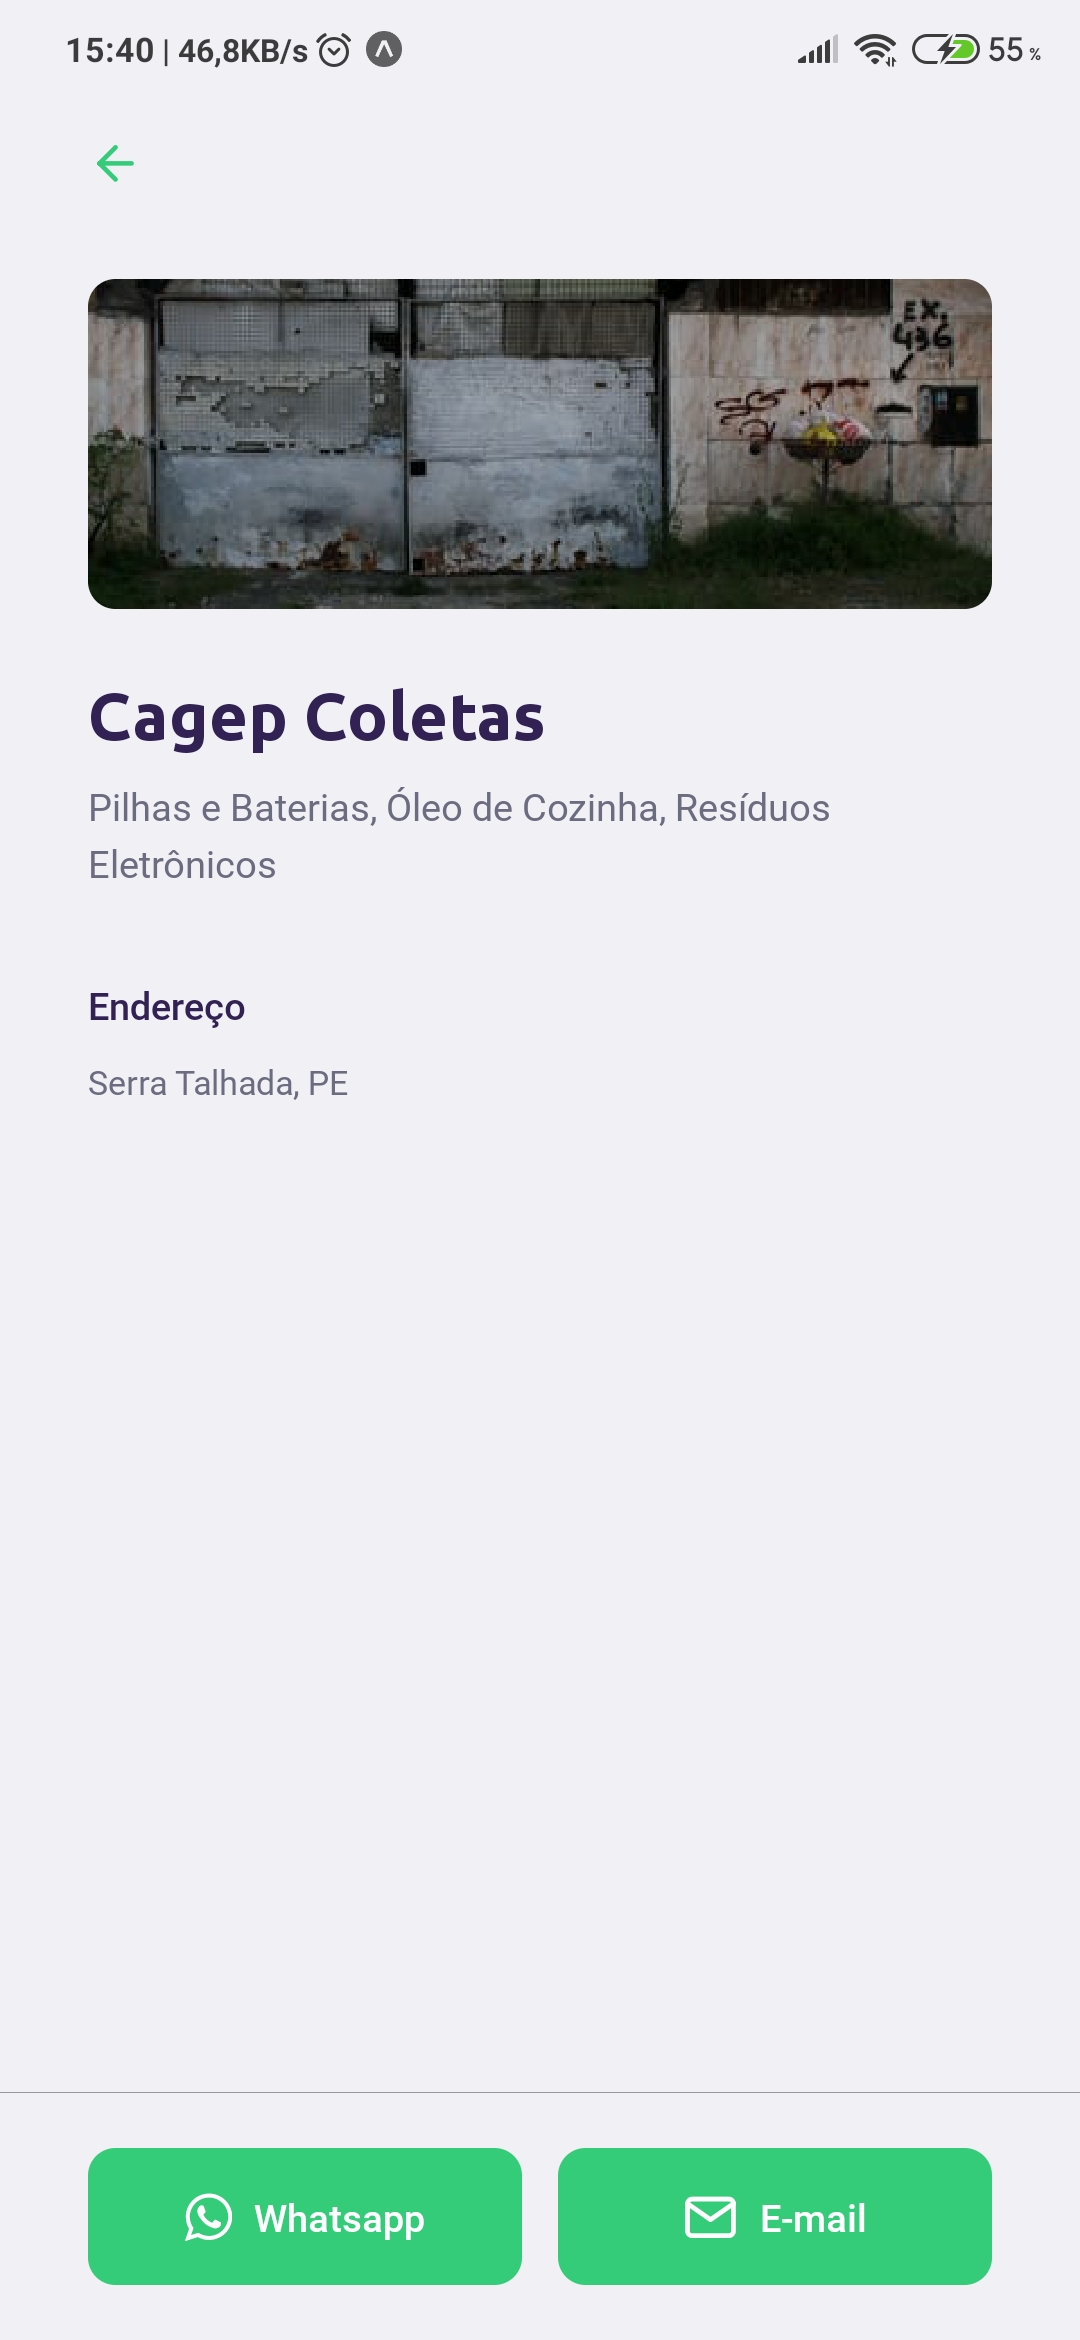 15:40 | 46,8KB/s 55 %
EX.
436
Cagep Coletas
Pilhas e Baterias, Óleo de Cozinha, Resíduos
Eletrônicos
Endereço
Serra Talhada, PE
Whatsapp E-mail